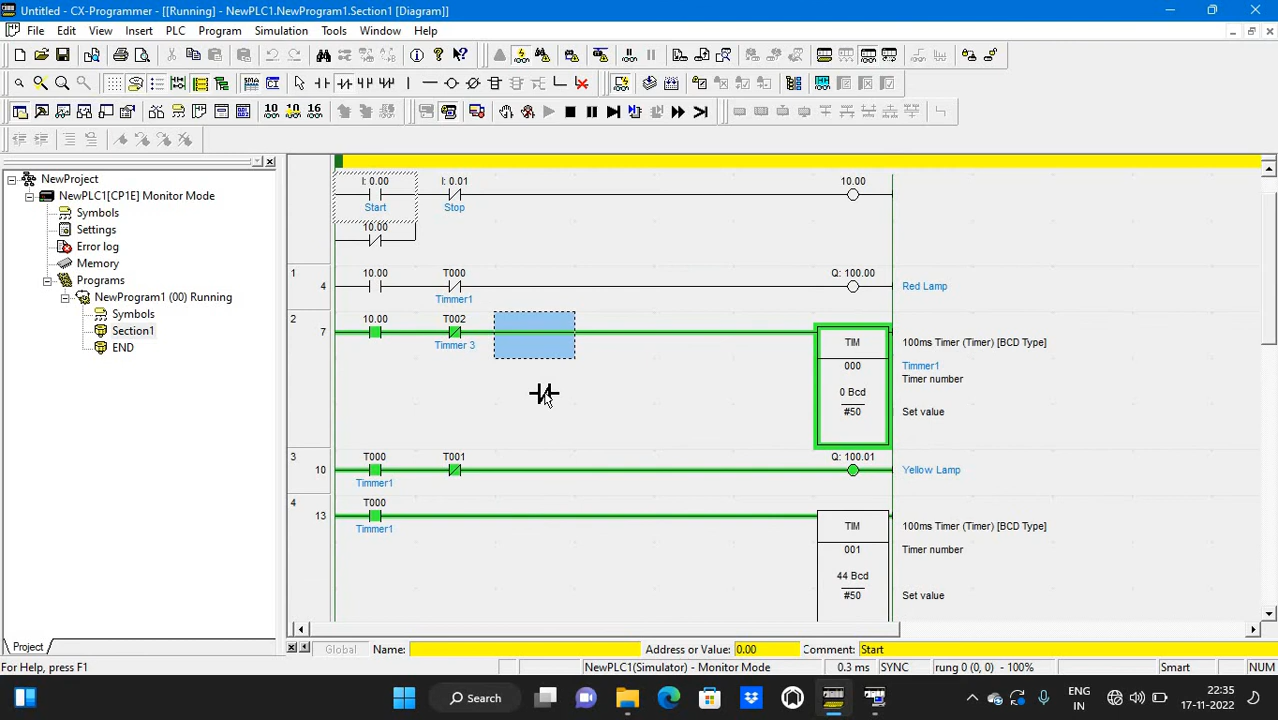 Untitled - CX-Programmer - [[Running] - NewPLC1.NewProgram1.Section1 [Diagram]]
File Edit View Insert PLC Program Simulation Tools Window Help
10 10 16
NewProject
NewPLC1[CP1E] Monitor Mode
Symbols
Settings
Error log
Memory
Programs
NewProgram1 (00) Running
Symbols
Section1
END
Project
I: 0.00 I: 0.01 10.00
Start Stop
10.00
1 10.00 T000 Q: 100.00
4 Red Lamp
Timmer1
2 10.00 T002
7
Timmer 3
TIM 100ms Timer (Timer) [BCD Type]
000 Timmer1
Timer number
0 Bcd
#50 Set value
3 T000 T001 Q: 100.01
10 Yellow Lamp
Timmer1
4 T000
13
Timmer1
TIM 100ms Timer (Timer) [BCD Type]
001 Timer number
44 Bcd
#50 Set value
Global Name: Address or Value: 0.00 Comment: Start
For Help, press F1 NewPLC1(Simulator) - Monitor Mode 0.3 ms SYNC rung 0 (0, 0) - 100% Smart NUM
Search
ENG
IN
22:35
17-11-2022